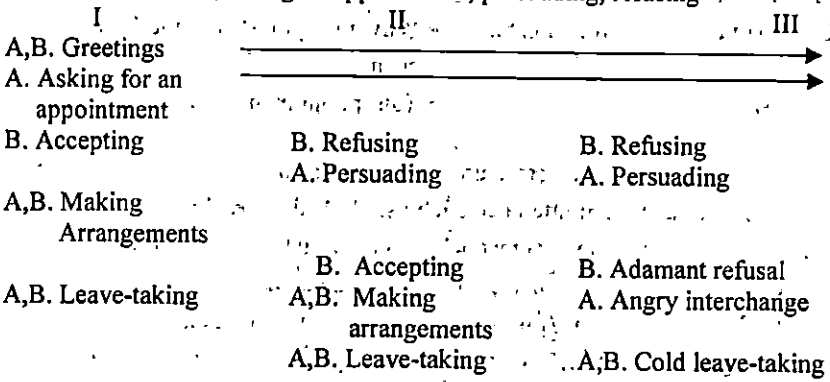 I II III
A,B. Greetings
A. Asking for an
appointment
B. Accepting B. Refusing B. Refusing
A. Persuading A. Persuading
A,B. Making
Arrangements
B. Accepting B. Adamant refusal
A,B. Leave-taking A,B. Making A. Angry interchange
arrangements
A,B. Leave-taking A,B. Cold leave-taking